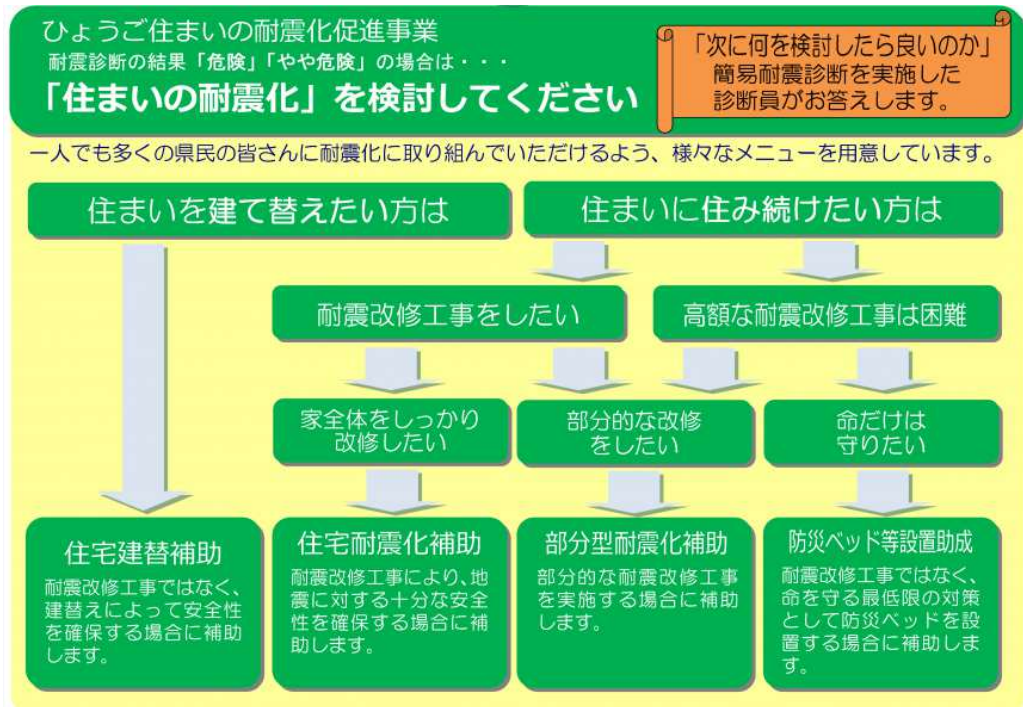 ひょうご住まいの耐震化促進事業
耐震診断の結果「危険」「やや危険」の場合は・・・
「住まいの耐震化」を検討してください
「次に何を検討したら良いのか」
簡易耐震診断を実施した
診断員がお答えします。
一人でも多くの県民の皆さんに耐震化に取り組んでいただけるよう、様々なメニューを用意しています。
住まいを建て替えたい方は
住まいに住み続けたい方は
耐震改修工事をしたい
高額な耐震改修工事は困難
家全体をしっかり
改修したい
部分的な改修
をしたい
命だけは
守りたい
住宅建替補助
耐震改修工事ではなく、
建替えによって安全性
を確保する場合に補助
します。
住宅耐震化補助
耐震改修工事により、地
震に対する十分な安全
性を確保する場合に補
助します。
部分型耐震化補助
部分的な耐震改修工事
を実施する場合に補助
します。
防災ベッド等設置助成
耐震改修工事ではなく、
命を守る最低限の対策
として防災ベッドを設
置する場合に補助しま
す。